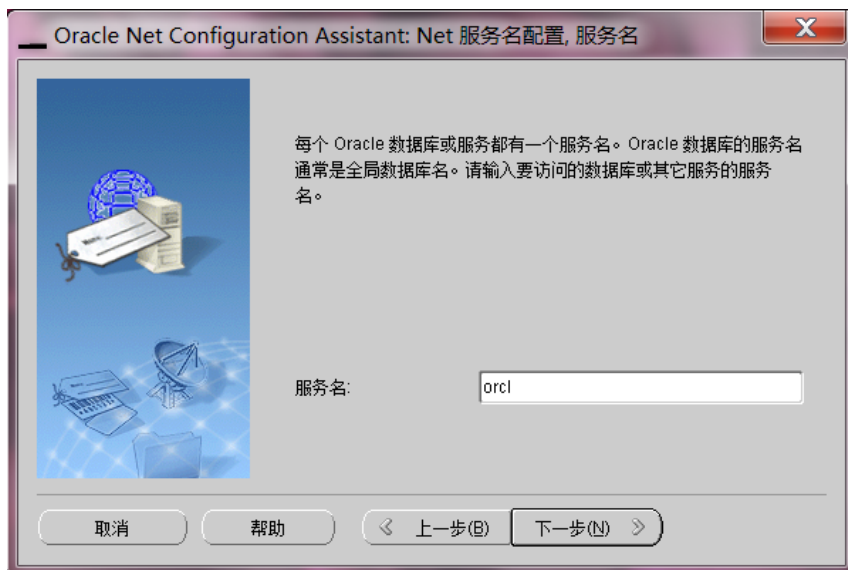 Oracle Net Configuration Assistant: Net 服务名配置, 服务名
每个 Oracle 数据库或服务都有一个服务名。Oracle 数据库的服务名
通常是全局数据库名。请输入要访问的数据库或其它服务的服务
名。
服务名:
orcl
取消
帮助
上一步(B)
下一步(N)